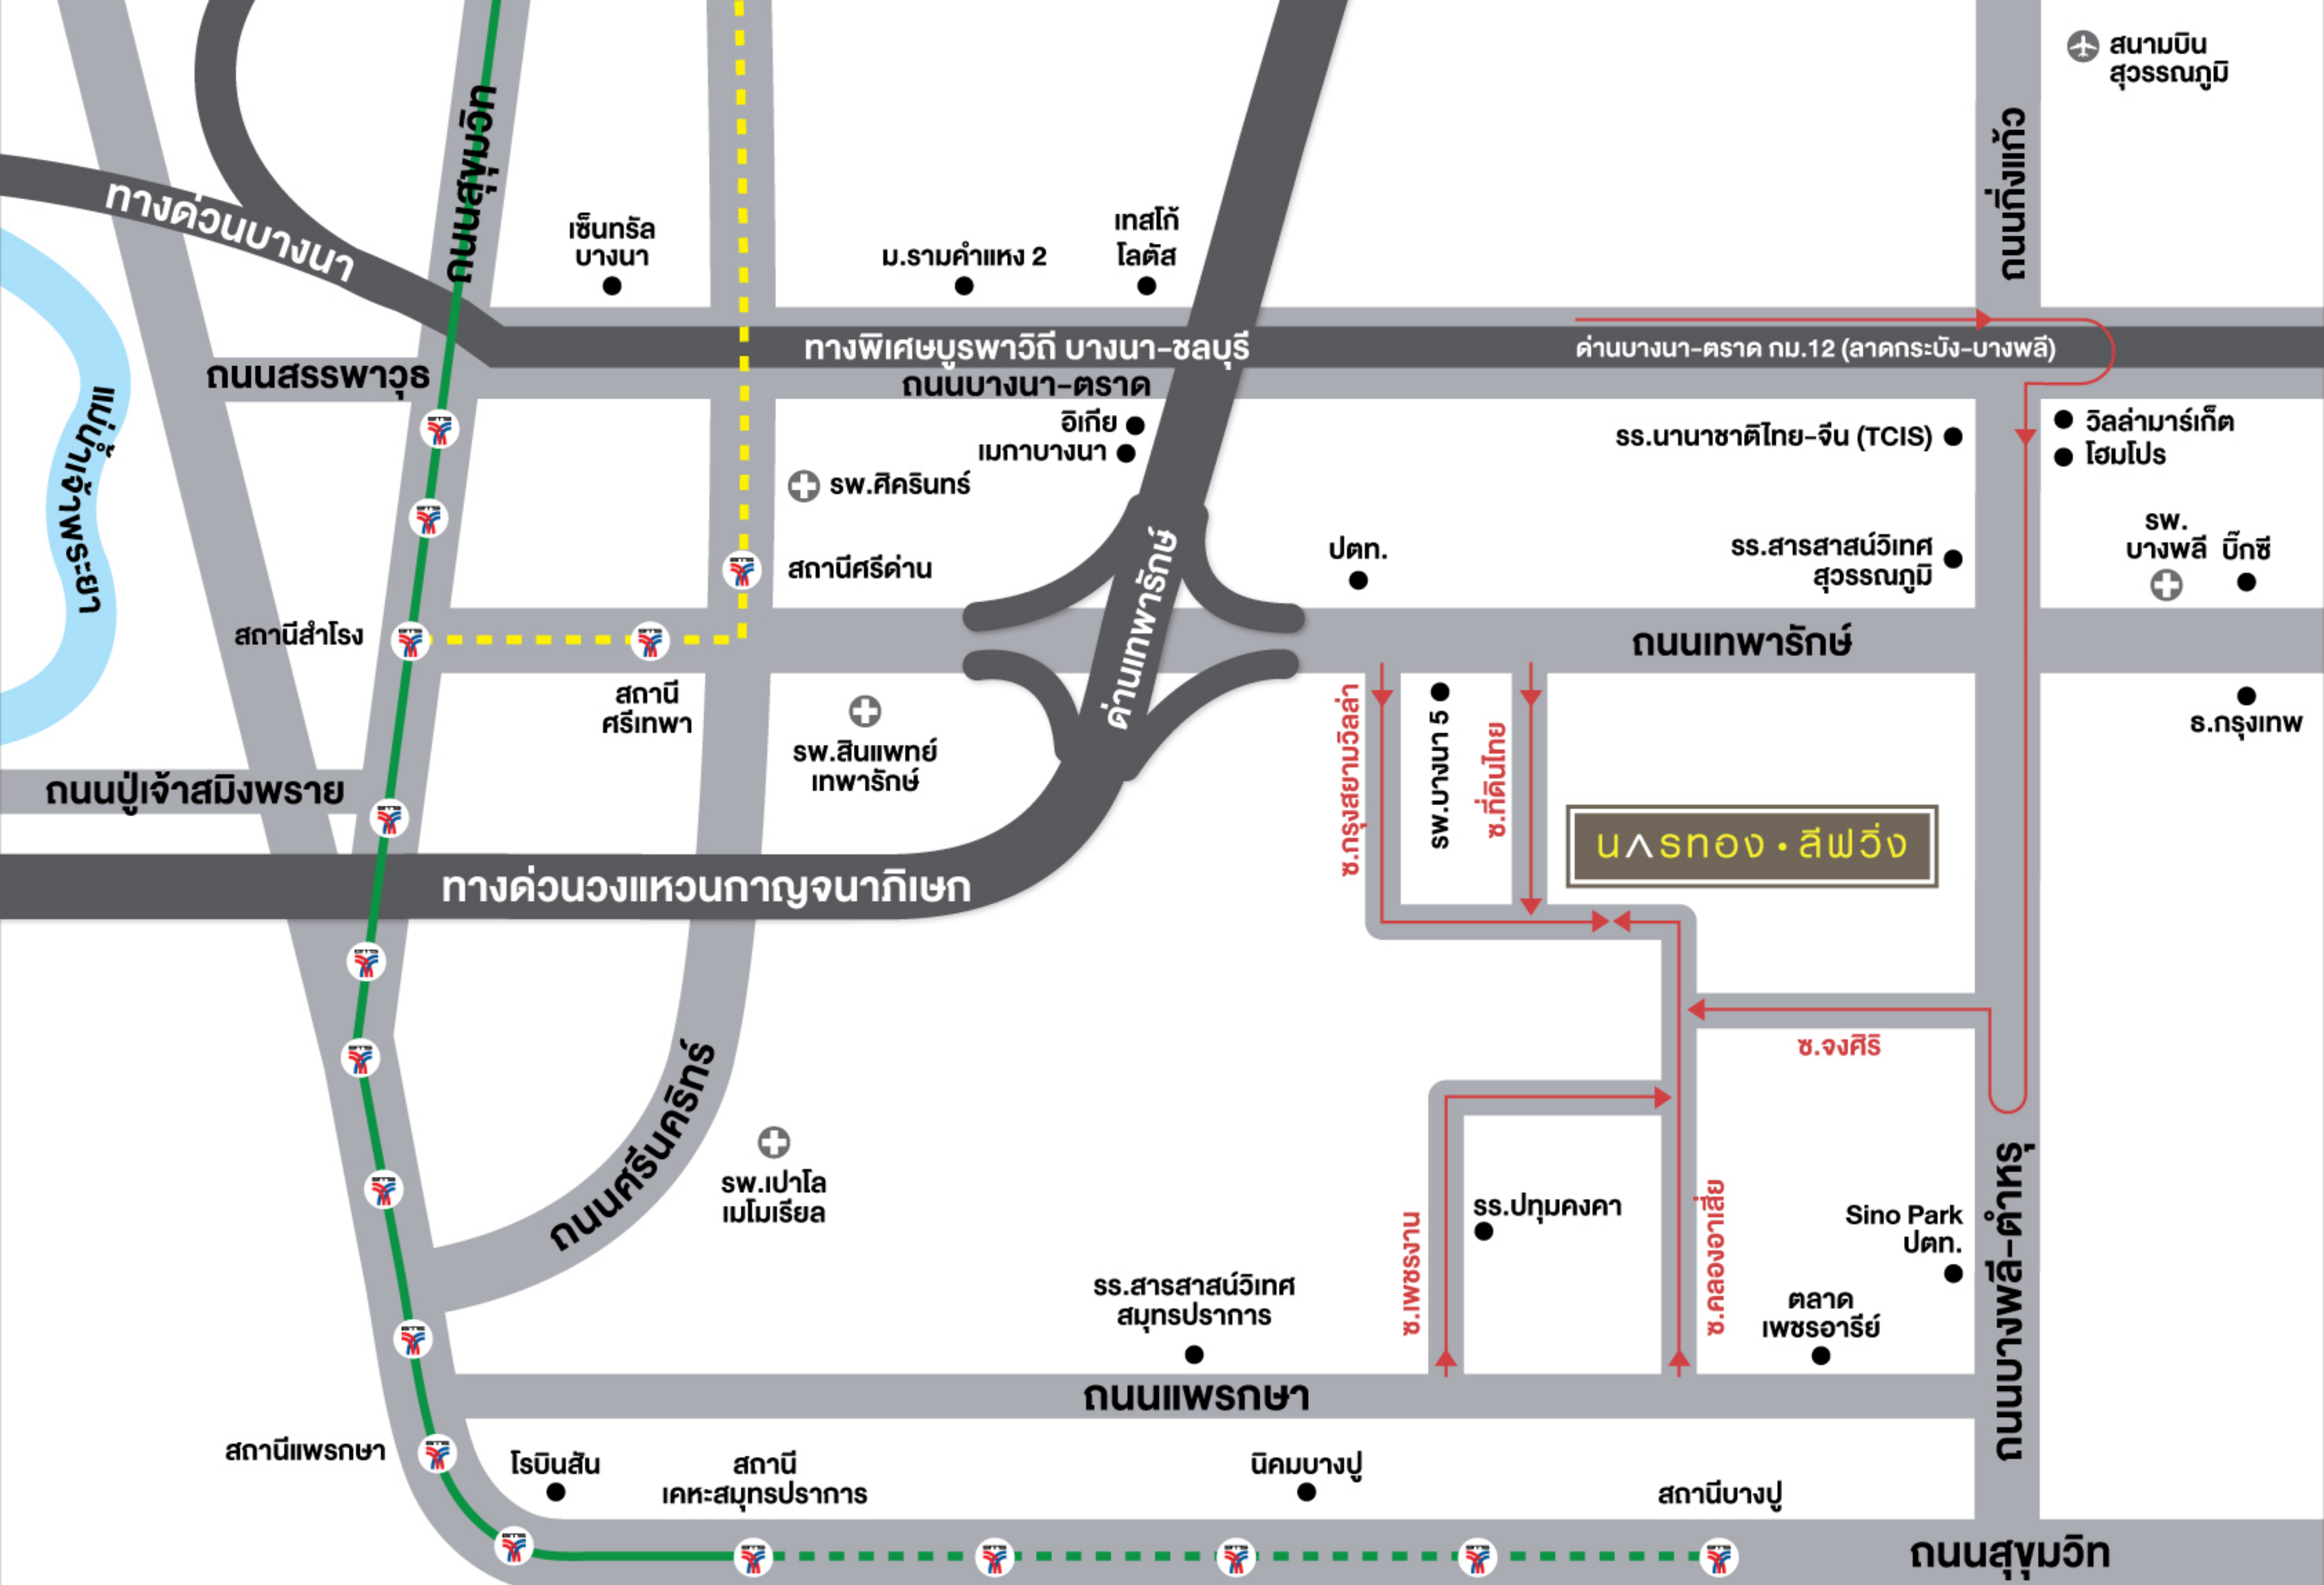 สนามบิน
สุวรรณภูมิ
ถนนกิ่งแก้ว
ถนนสุขุมวิท
ทางด่วนบางนา
เซ็นทรัล
บางนา
ม.รามคำแหง 2
เทสโก้
โลตัส
ทางพิเศษบูรพาวิถี บางนา-ชลบุรี
ด่านบางนา-ตราด กม.12 (ลาดกระบัง-บางพลี)
ถนนสรรพาวุธ
ถนนบางนา-ตราด
แม่น้ำเจ้าพระยา
อิเกีย
เมกาบางนา
รร.นานาชาติไทย-จีน (TCIS)
วิลล่ามาร์เก็ต
โฮมโปร
รพ.ศิครินทร์
สถานีศรีด่าน
ด่านเทพารักษ์
ปตท.
รร.สารสาสน์วิเทศ
สุวรรณภูมิ
รพ.
บางพลี
บิ๊กซี
สถานีสำโรง
ถนนเทพารักษ์
สถานี
ศรีเทพา
รพ.สินแพทย์
เทพารักษ์
ซ.กรุงสยามวิลล่า
รพ.บางนา 5
ซ.ที่ดินไทย
ธ.กรุงเทพ
ถนนปู่เจ้าสมิงพราย
นารทอง • ลีฟวิ่ง
ทางด่วนวงแหวนกาญจนาภิเษก
ซ.จงศิริ
ถนนศรีนครินทร์
รพ.เปาโล
เมโมเรียล
ซ.เพชรงาม
รร.ปทุมคงคา
ซ.คลองอาเสี่ย
Sino Park
ปตท.
ถนนบางพลี-ตำหรุ
รร.สารสาสน์วิเทศ
สมุทรปราการ
ตลาด
เพชรอารีย์
ถนนแพรกษา
สถานีแพรกษา
โรบินสัน
สถานี
เคหะสมุทรปราการ
นิคมบางปู
สถานีบางปู
ถนนสุขุมวิท